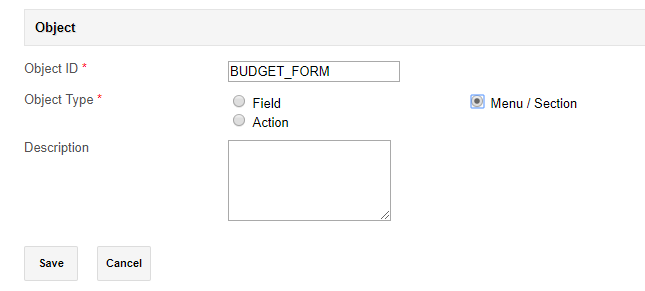 Object
Object ID *
BUDGET_FORM
Object Type *
Field
Menu / Section
Action
Description
Save
Cancel